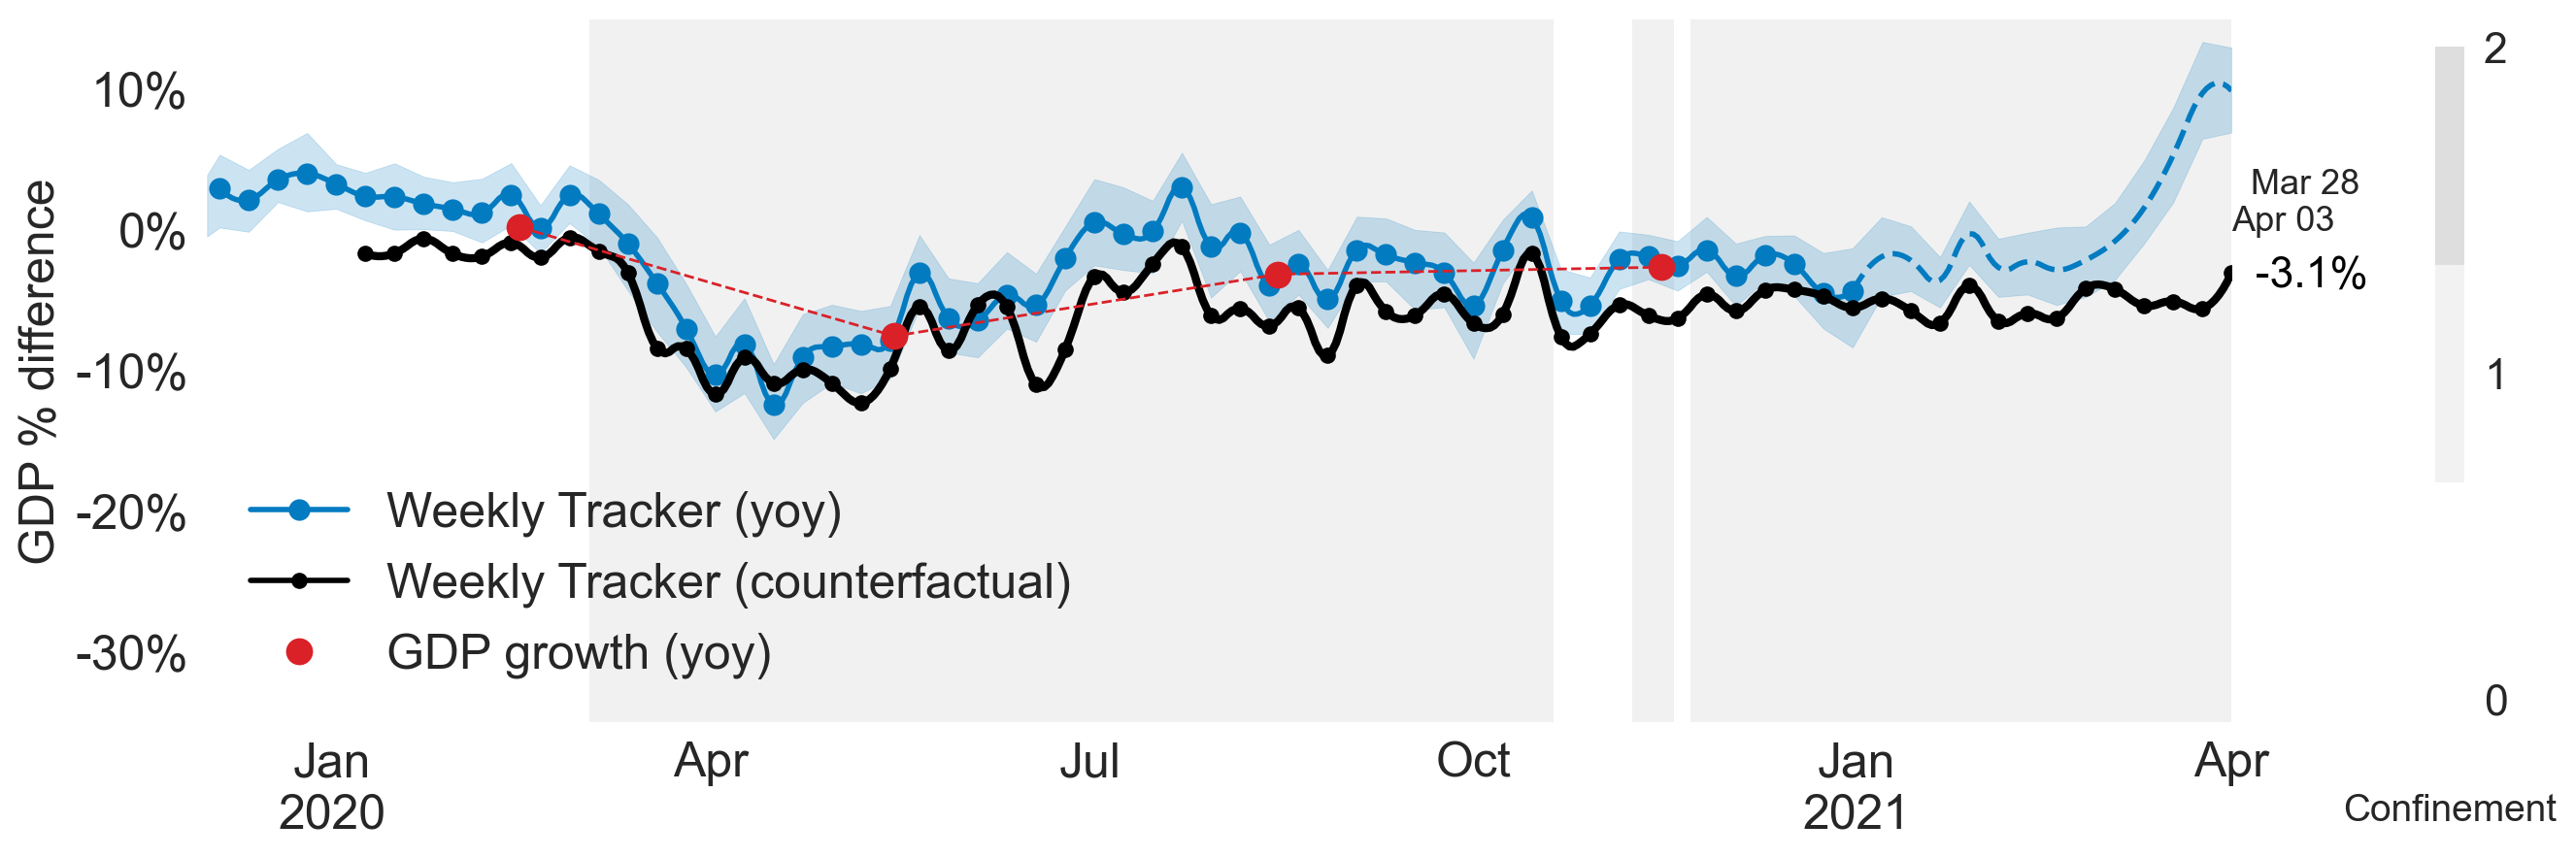 GDP % difference
10%
0%
-10%
-20%
-30%
Weekly Tracker (yoy)
Weekly Tracker (counterfactual)
GDP growth (yoy)
Mar 28
Apr 03
-3.1%
2
1
0
Jan
2020
Apr
Jul
Oct
Jan
2021
Apr
Confinement